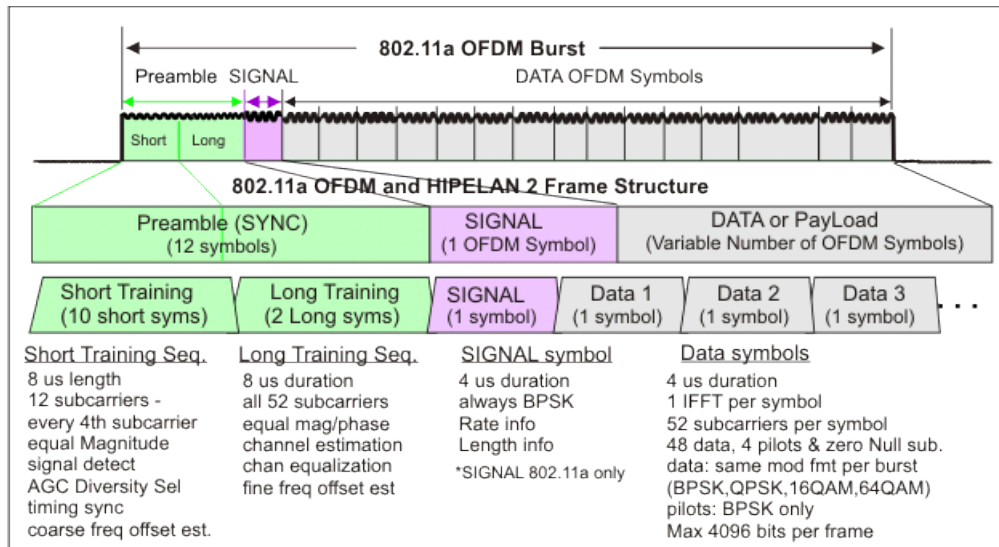 802.11a OFDM Burst
Preamble
SIGNAL
DATA OFDM Symbols
Short
Long
802.11a OFDM and HIPELAN 2 Frame Structure
Preamble (SYNC)
(12 symbols)
SIGNAL
(1 OFDM Symbol)
DATA or PayLoad
(Variable Number of OFDM Symbols)
Short Training
(10 short syms)
Long Training
(2 Long syms)
SIGNAL
(1 symbol)
Data 1
(1 symbol)
Data 2
(1 symbol)
Data 3
(1 symbol)
. . .
Short Training Seq.
8 us length
12 subcarriers -
every 4th subcarrier
equal Magnitude
signal detect
AGC Diversity Sel
timing sync
coarse freq offset est.
Long Training Seq.
8 us duration
all 52 subcarriers
equal mag/phase
channel estimation
chan equalization
fine freq offset est
SIGNAL symbol
4 us duration
always BPSK
Rate info
Length info
*SIGNAL 802.11a only
Data symbols
4 us duration
1 IFFT per symbol
52 subcarriers per symbol
48 data, 4 pilots & zero Null sub.
data: same mod fmt per burst
(BPSK,QPSK,16QAM,64QAM)
pilots: BPSK only
Max 4096 bits per frame